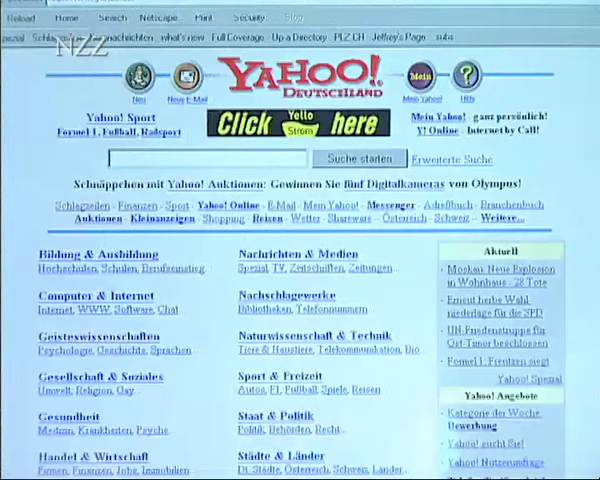 Reload Home Search Netscape Print Security Stop
NZZ
what's new Full Coverage Up a Directory PLZ CH Jeffrey's Page
YAHOO!
DEUTSCHLAND
Mein
?
Neu Neue E-Mail Mein Yahoo! Hilfe
Yahoo! Sport
Formel 1, Fußball, Radsport
Click Yello Strom here
Mein Yahoo! - ganz persönlich!
Y! Online - Internet by Call!
Suche starten Erweiterte Suche
Schnäppchen mit Yahoo! Auktionen: Gewinnen Sie fünf Digitalkameras von Olympus!
Schlagzeilen - Finanzen - Sport - Yahoo! Online - E-Mail - Mein Yahoo! - Messenger - Adreßbuch - Branchenbuch
Auktionen - Kleinanzeigen - Shopping - Reisen - Wetter - Shareware - Österreich - Schweiz - Weitere...
Bildung & Ausbildung
Hochschulen, Schulen, Berufseinstieg...
Computer & Internet
Internet, WWW, Software, Chat
Geisteswissenschaften
Psychologie, Geschichte, Sprachen...
Gesellschaft & Soziales
Umwelt, Religion, Gay...
Gesundheit
Medizin, Krankheiten, Psyche...
Handel & Wirtschaft
Firmen, Finanzen, Jobs, Immobilien
Nachrichten & Medien
Spezial, TV, Zeitschriften, Zeitungen...
Nachschlagewerke
Bibliotheken, Telefonnummern
Naturwissenschaft & Technik
Tiere & Haustiere, Telekommunikation, Bio...
Sport & Freizeit
Autos, F1, Fußball, Spiele, Reisen
Staat & Politik
Politik, Behörden, Recht...
Städte & Länder
Dt. Städte, Österreich, Schweiz, Länder...
Aktuell
· Moskau: Neue Explosion
in Wohnhaus - 28 Tote
· Erneut herbe Wahl-
niederlage für die SPD
· UN-Friedenstruppe für
Ost-Timor beschlossen
· Formel 1: Frentzen siegt
Yahoo! Spezial
Yahoo! Angebote
· Kategorie der Woche:
Bewerbung
· Yahoo! sucht Sie!
· Yahoo! Nutzerumfrage